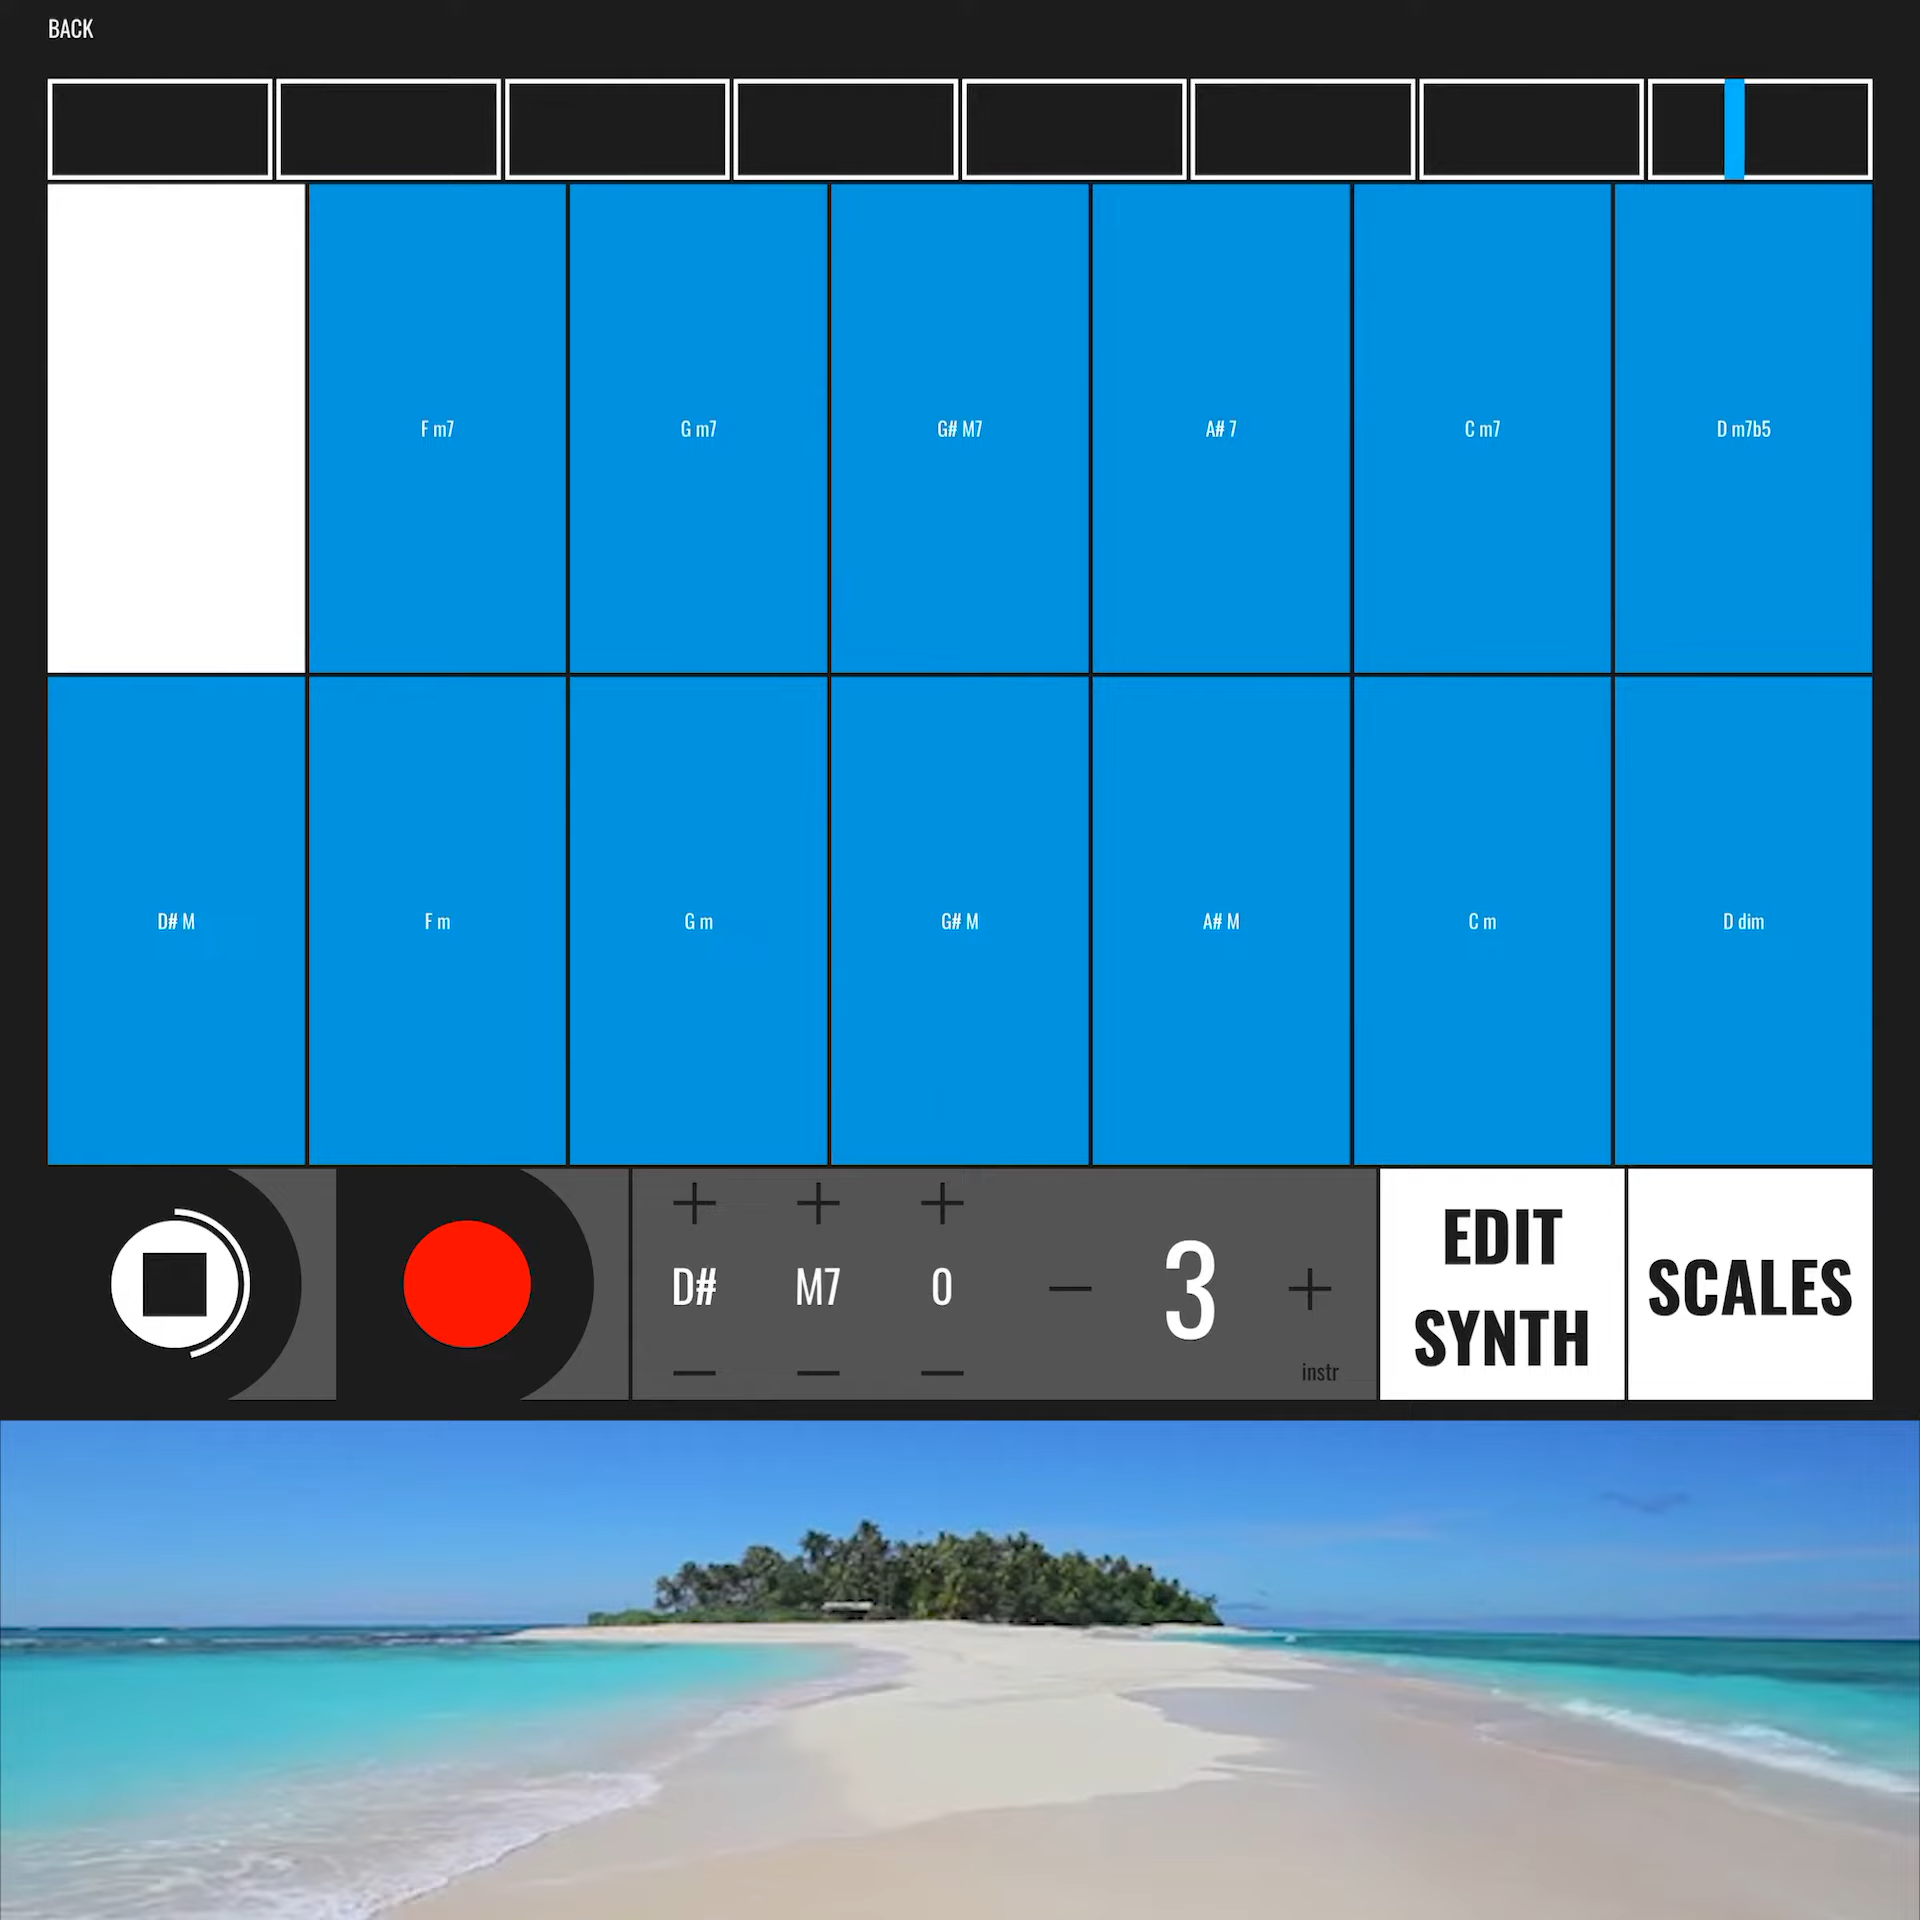 BACK
F m7
G m7
G# M7
A# 7
C m7
D m7b5
D# M
F m
G m
G# M
A# M
C m
D dim
+ + +
D# M7 0
− 3 +
− − −
instr
EDIT
SYNTH
SCALES